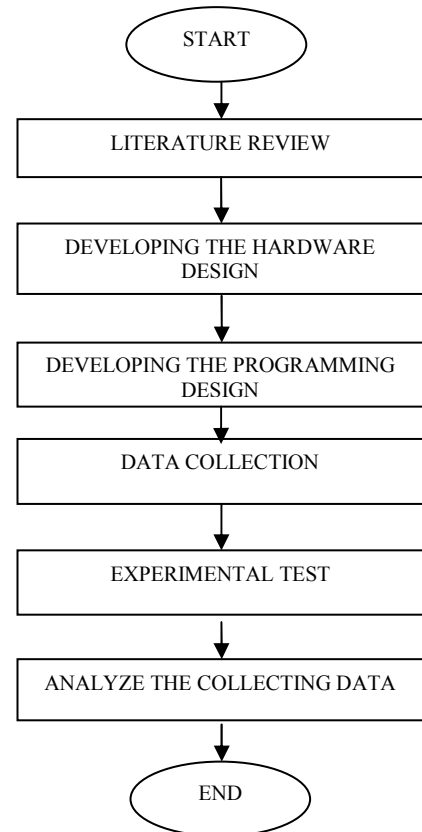 START
LITERATURE REVIEW
DEVELOPING THE HARDWARE
DESIGN
DEVELOPING THE PROGRAMMING
DESIGN
DATA COLLECTION
EXPERIMENTAL TEST
ANALYZE THE COLLECTING DATA
END